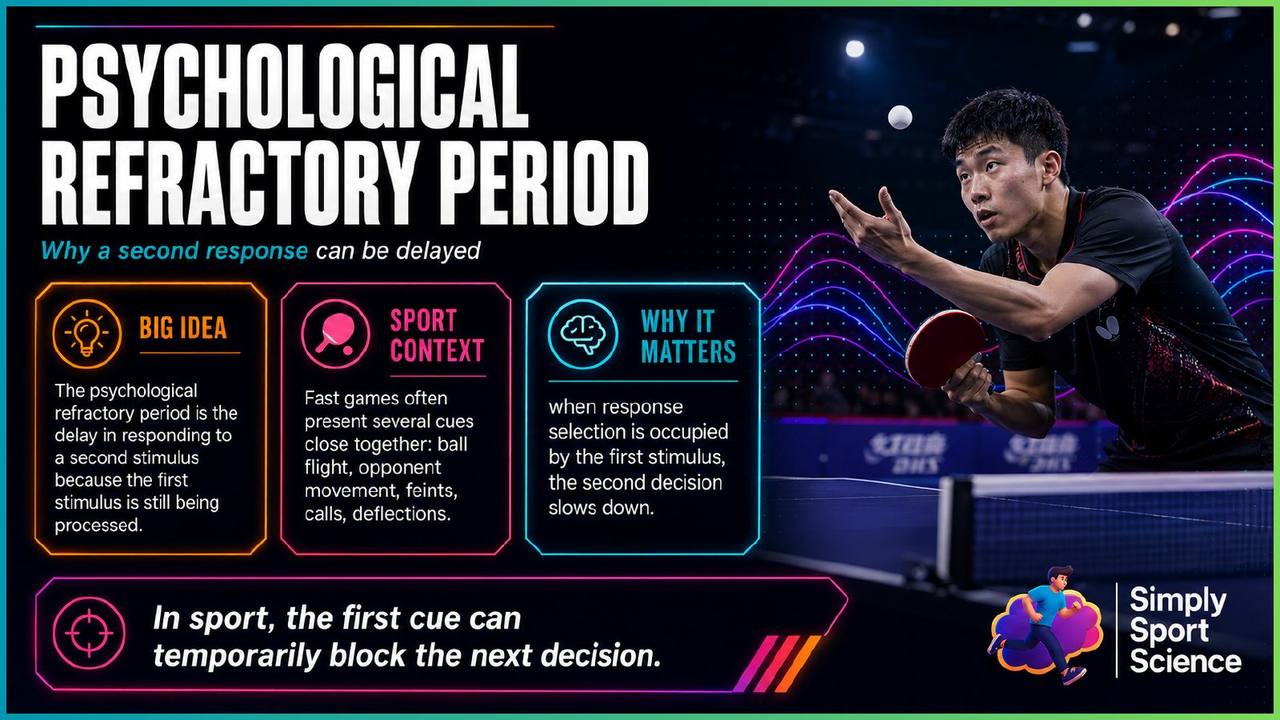 PSYCHOLOGICAL
REFRACTORY PERIOD
Why a second response can be delayed
BIG IDEA
The psychological
refractory period is the
delay in responding to
a second stimulus
because the first
stimulus is still being
processed.
SPORT
CONTEXT
Fast games often
present several cues
close together: ball
flight, opponent
movement, feints,
calls, deflections.
WHY IT
MATTERS
when response
selection is occupied
by the first stimulus,
the second decision
slows down.
In sport, the first cue can
temporarily block the next decision.
Simply
Sport
Science
DHS
DHS